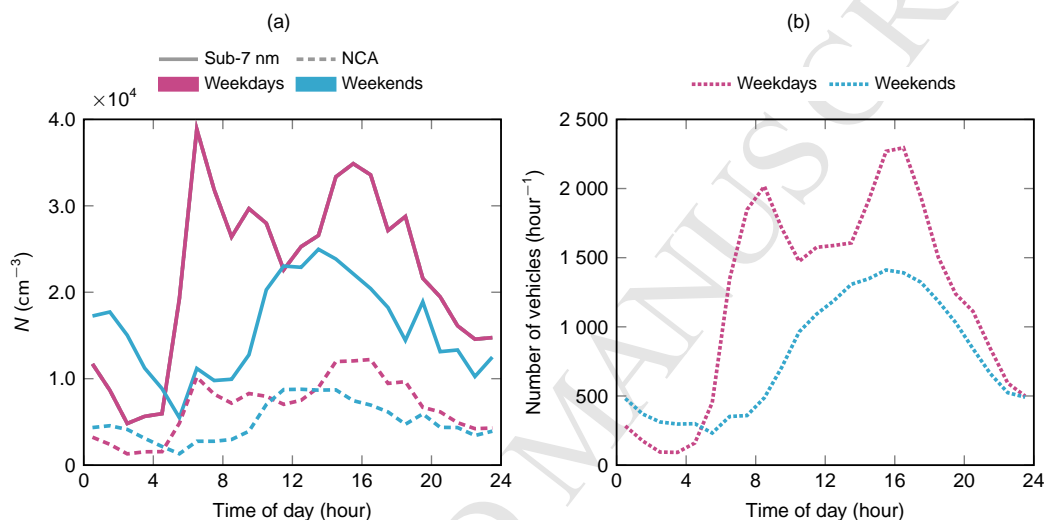 (a)
Sub-7 nm NCA
Weekdays Weekends
×10⁴
4.0
3.0
2.0
1.0
0
N (cm⁻³)
0 4 8 12 16 20 24
Time of day (hour)
(b)
Weekdays Weekends
2 500
2 000
1 500
1 000
500
0
Number of vehicles (hour⁻¹)
0 4 8 12 16 20 24
Time of day (hour)
D MANUSCR